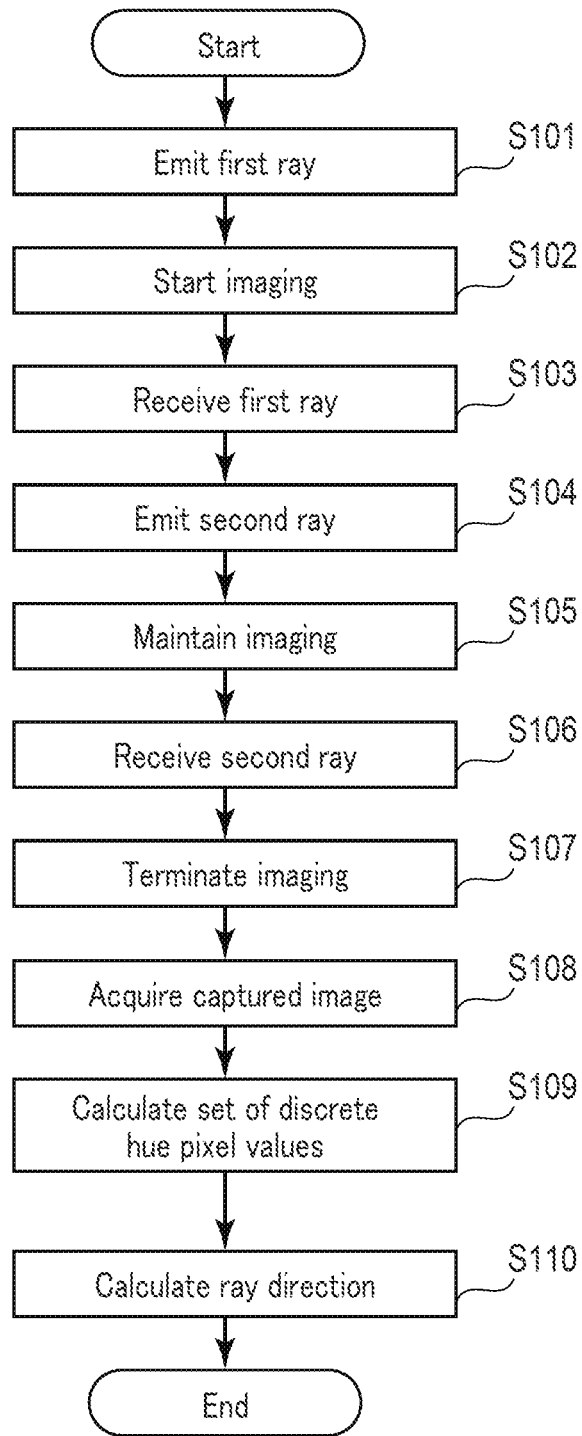 Start
Emit first ray
S101
Start imaging
S102
Receive first ray
S103
Emit second ray
S104
Maintain imaging
S105
Receive second ray
S106
Terminate imaging
S107
Acquire captured image
S108
Calculate set of discrete
hue pixel values
S109
Calculate ray direction
S110
End